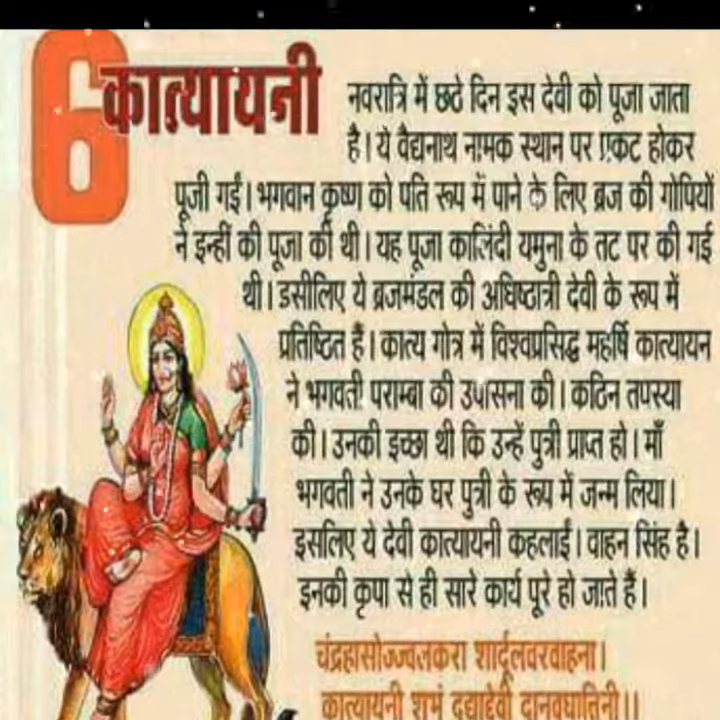 6
कात्यायनी
नवरात्रि में छठे दिन इस देवी को पूजा जाता
है। ये वैद्यनाथ नामक स्थान पर प्रकट होकर
पूजी गईं। भगवान कृष्ण को पति रूप में पाने के लिए ब्रज की गोपियों
ने इन्हीं की पूजा की थी। यह पूजा कालिंदी यमुना के तट पर की गई
थी। इसीलिए ये ब्रजमंडल की अधिष्ठात्री देवी के रूप में
प्रतिष्ठित हैं। कात्य गोत्र में विश्वप्रसिद्ध महर्षि कात्यायन
ने भगवती पराम्बा की उपासना की। कठिन तपस्या
की। उनकी इच्छा थी कि उन्हें पुत्री प्राप्त हो। माँ
भगवती ने उनके घर पुत्री के रूप में जन्म लिया।
इसलिए ये देवी कात्यायनी कहलाईं। वाहन सिंह है।
इनकी कृपा से ही सारे कार्य पूरे हो जाते हैं।
चंद्रहासोज्ज्वलकरा शार्दूलवरवाहना।
कात्यायनी शुभं दद्याद्देवी दानवघातिनी।।